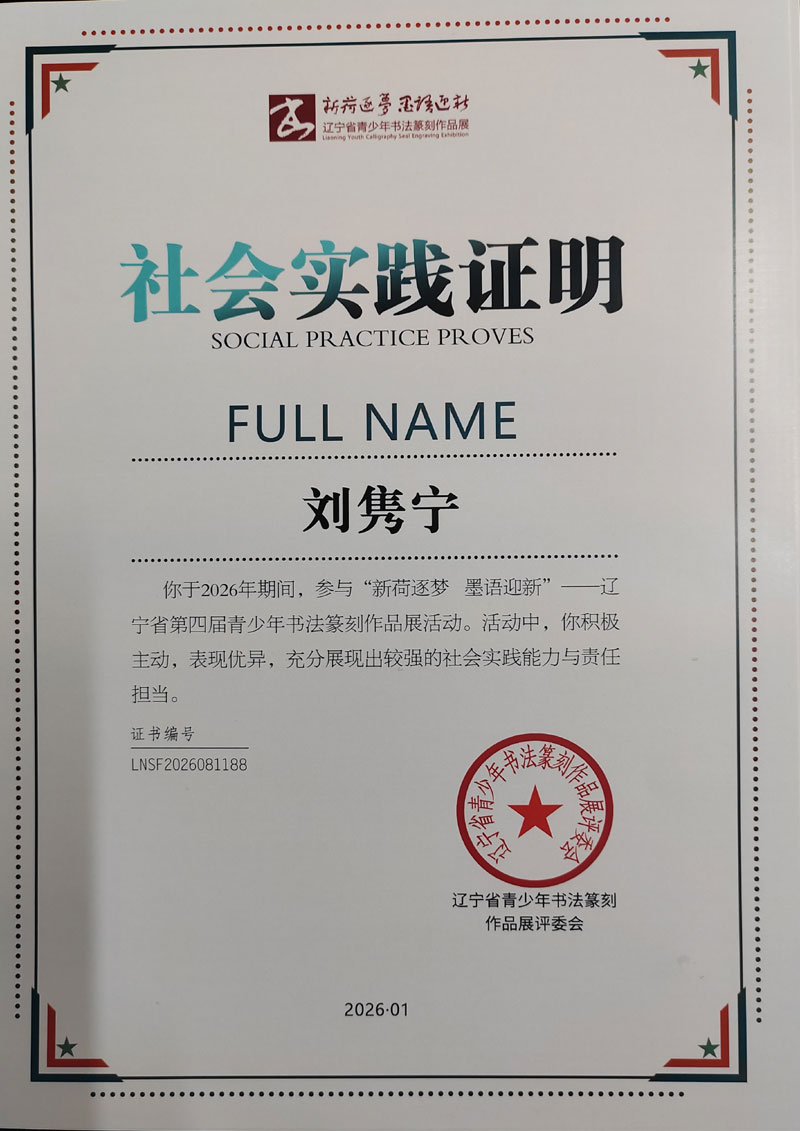 新荷逐夢 墨语迎新
辽宁省青少年书法篆刻作品展
Liaoning Youth Calligraphy Seal Engraving Exhibition
社会实践证明
SOCIAL PRACTICE PROVES
FULL NAME
刘隽宁
你于2026年期间，参与“新荷逐梦 墨语迎新”——辽
宁省第四届青少年书法篆刻作品展活动。活动中，你积极
主动，表现优异，充分展现出较强的社会实践能力与责任
担当。
证书编号
LNSF2026081188
辽宁省青少年书法篆刻作品展评委会
辽宁省青少年书法篆刻
作品展评委会
2026·01